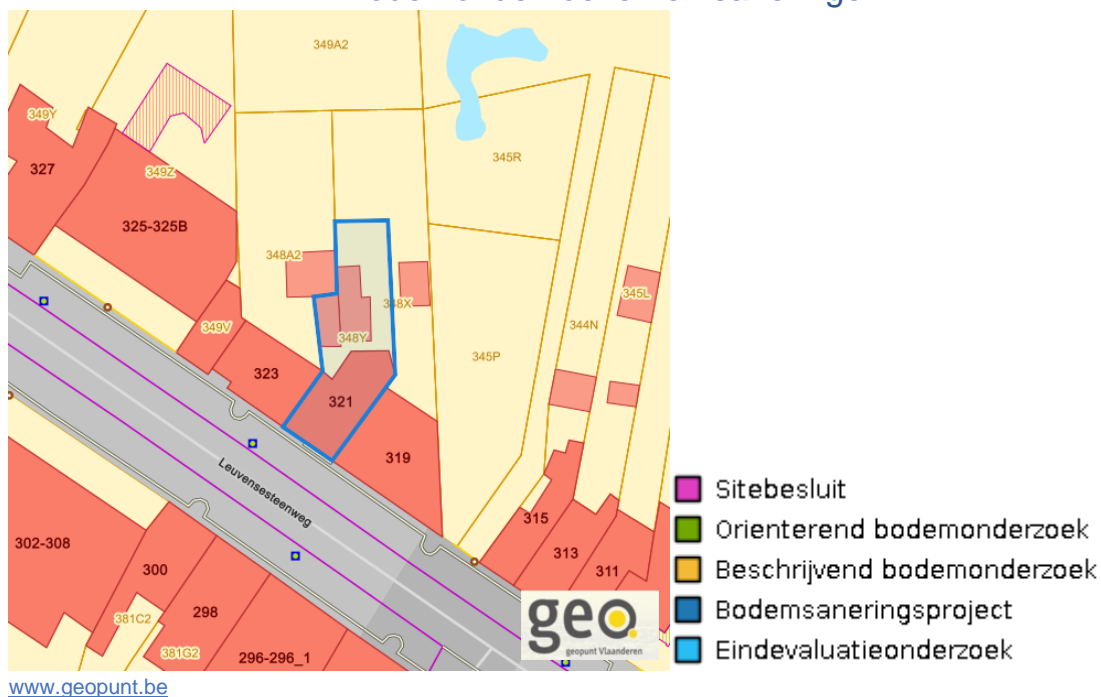 349A2
349Y
345R
327
349Z
325-325B
348A2
345L
348X
344N
349V
348Y
345P
323
321
319
Leuvensesteenweg
315
302-308
313
311
300
298
381C2
381G2
296-296_1
geo.
geopunt Vlaanderen
Sitebesluit
Orienterend bodemonderzoek
Beschrijvend bodemonderzoek
Bodemsaneringsproject
Eindevaluatieonderzoek
www.geopunt.be